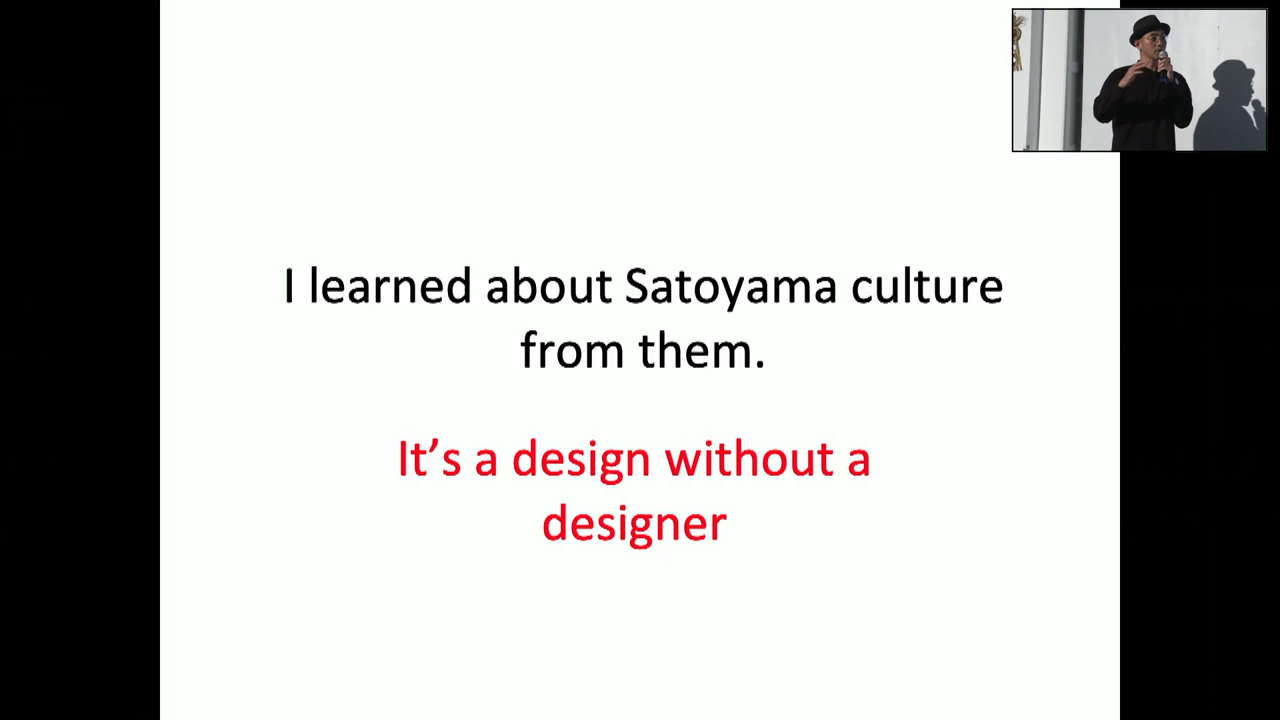 I learned about Satoyama culture
from them.
It’s a design without a
designer